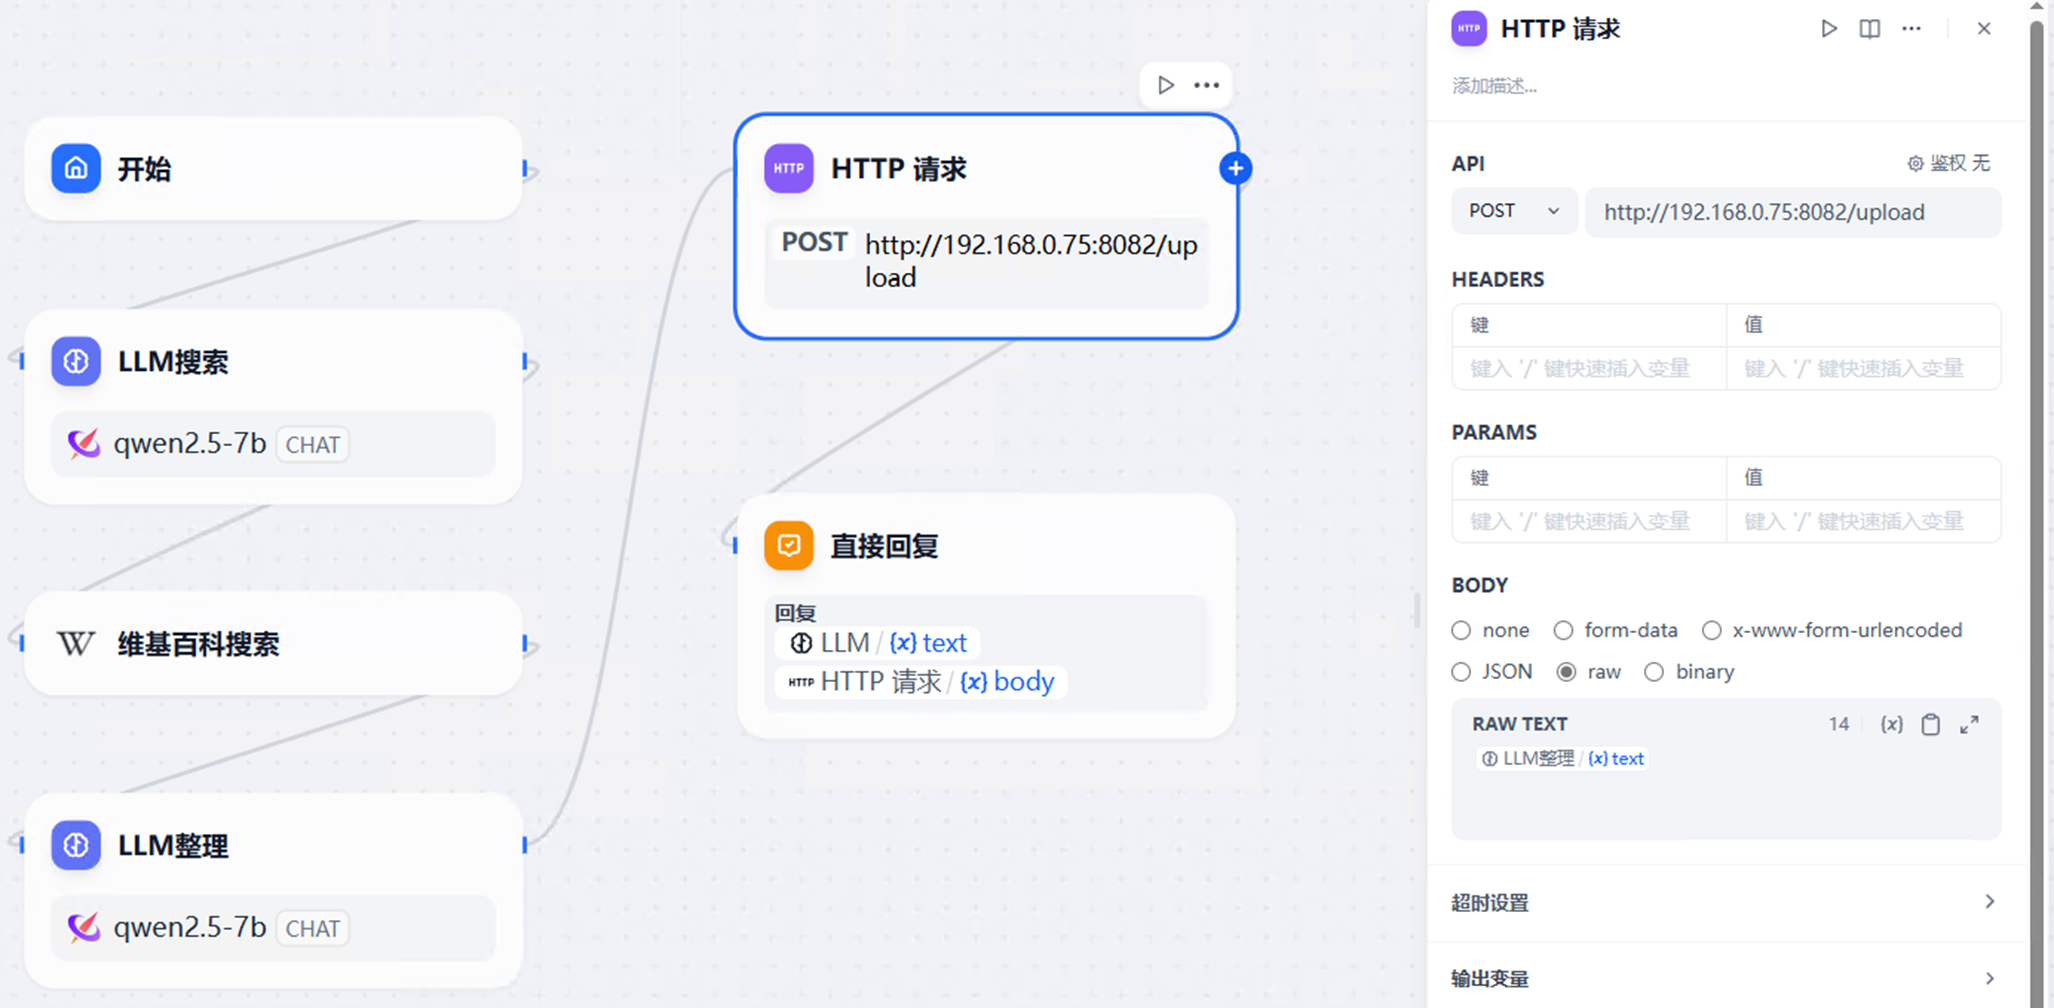 开始
LLM搜索
qwen2.5-7b CHAT
W 维基百科搜索
LLM整理
qwen2.5-7b CHAT
HTTP HTTP 请求
POST http://192.168.0.75:8082/up
load
直接回复
回复
LLM / {x} text
HTTP HTTP 请求 / {x} body
HTTP HTTP 请求
添加描述...
API 鉴权 无
POST http://192.168.0.75:8082/upload
HEADERS
键 值
键入 '/' 键快速插入变量 键入 '/' 键快速插入变量
PARAMS
键 值
键入 '/' 键快速插入变量 键入 '/' 键快速插入变量
BODY
none form-data x-www-form-urlencoded
JSON raw binary
RAW TEXT 14 {x}
LLM整理 / {x} text
超时设置
输出变量